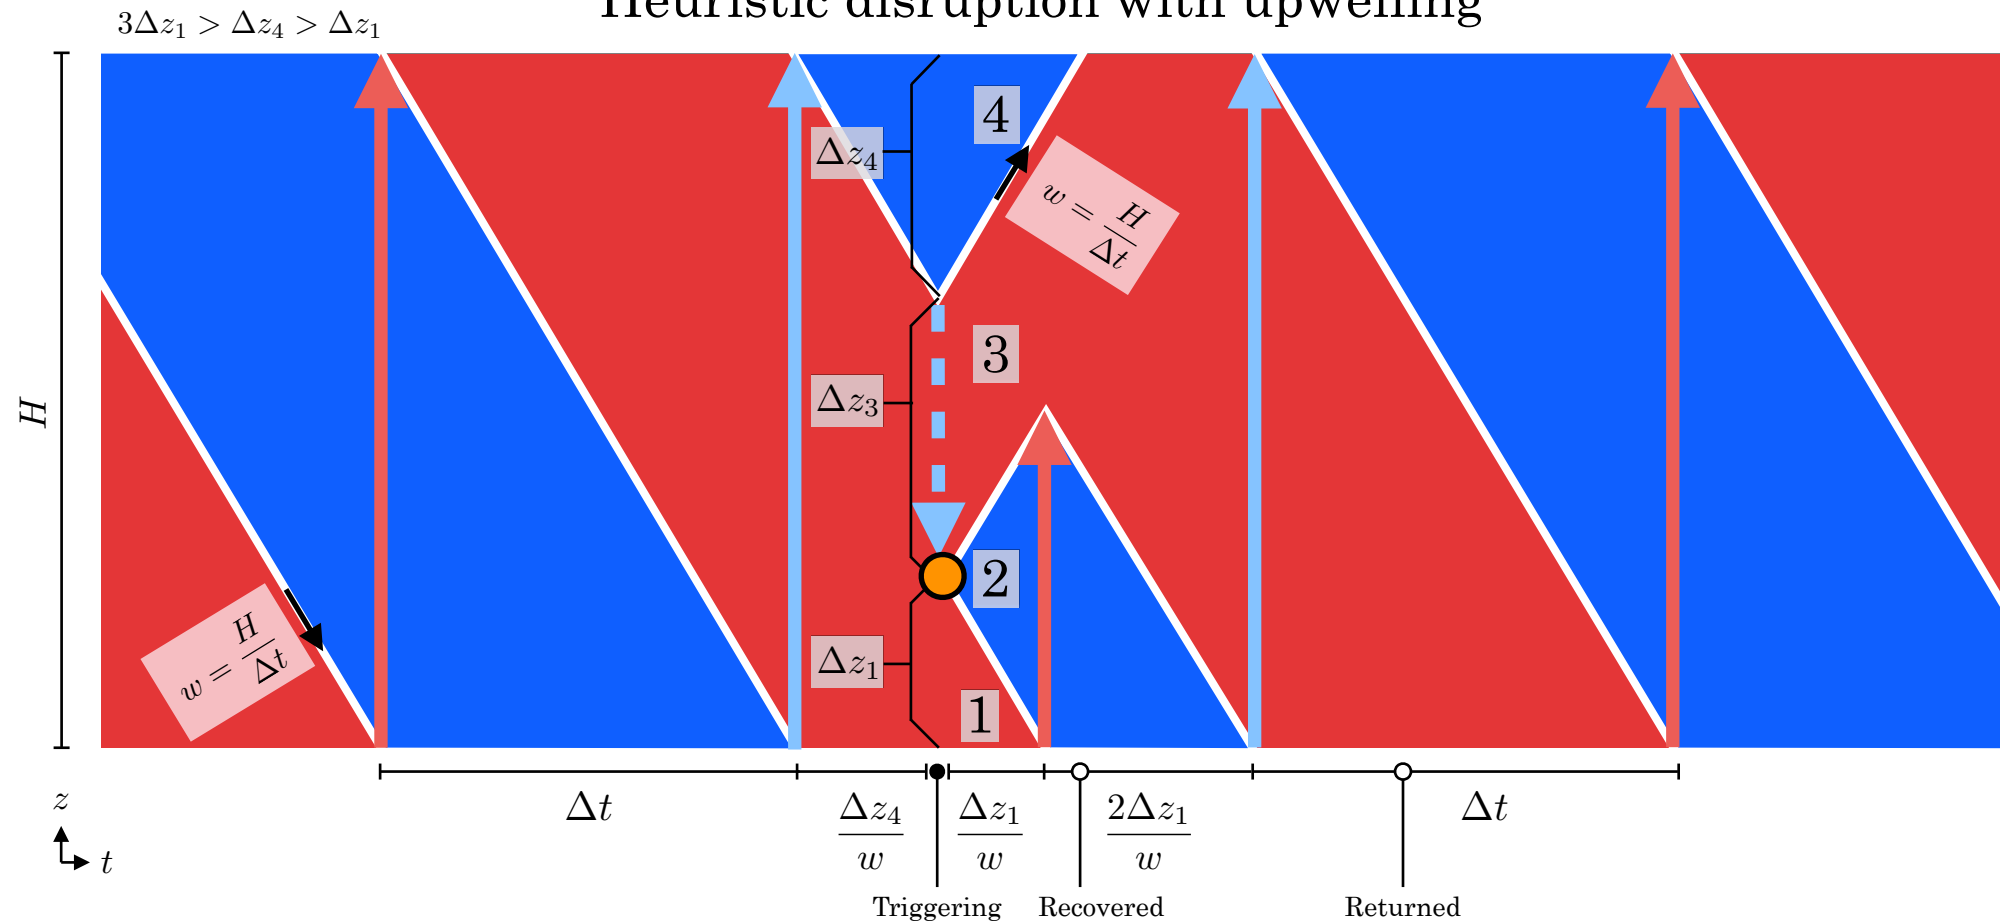 Heuristic disruption with upwelling
3Δz₁ > Δz₄ > Δz₁
H
4
Δz₄
w = H/Δt
3
Δz₃
2
w = H/Δt
Δz₁
1
Δt
Δz₄/w
Δz₁/w
2Δz₁/w
Δt
z
t
Triggering
Recovered
Returned